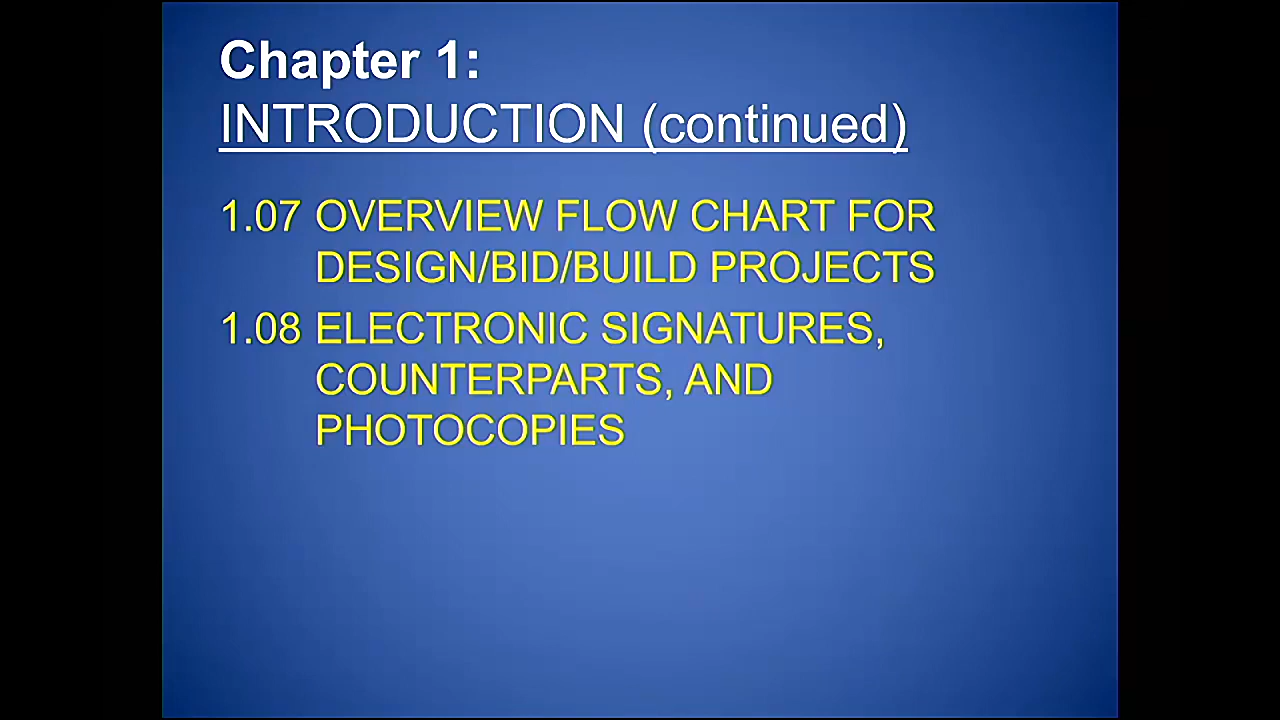 Chapter 1:
INTRODUCTION (continued)
1.07 OVERVIEW FLOW CHART FOR
DESIGN/BID/BUILD PROJECTS
1.08 ELECTRONIC SIGNATURES,
COUNTERPARTS, AND
PHOTOCOPIES